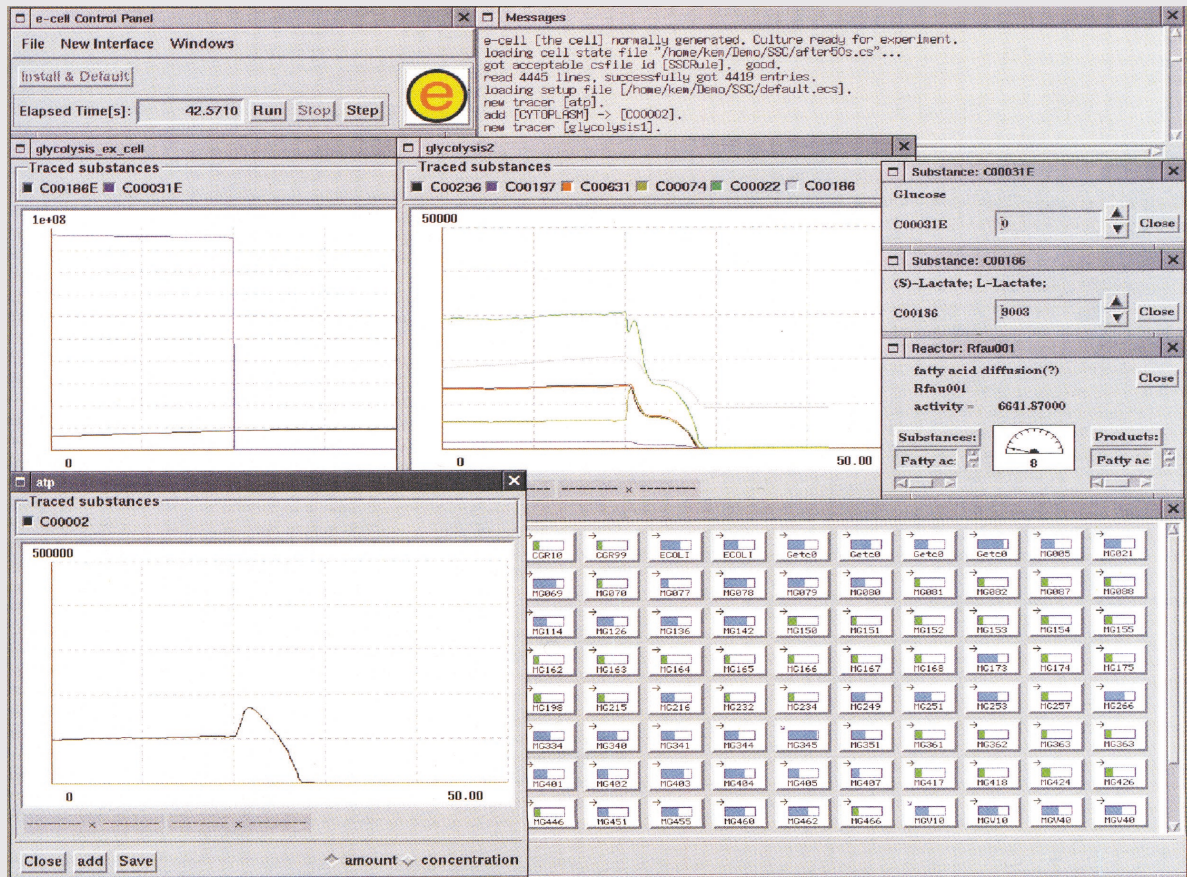 e-cell Control Panel
File New Interface Windows
Install & Default
Elapsed Time[s]: 42.5710 Run Stop Step
e
Messages
e-cell [the cell] normally generated. Culture ready for experiment.
loading cell state file "/home/kem/Demo/SSC/after50s.cs"...
got acceptable csfile id [SSCRule]. good.
read 4445 lines, successfully got 4419 entries.
loading setup file [/home/kem/Demo/SSC/default.ecs].
new tracer [atp].
add [CYTOPLASM] -> [C00002].
new tracer [glycolysis1].
glycolysis_ex_cell
Traced substances
C00186E C00031E
1e+08
0
glycolysis2
Traced substances
C00236 C00197 C00631 C00074 C00022 C00186
50000
0 50.00
Substance: C00031E
Glucose
C00031E 0 Close
Substance: C00186
(S)-Lactate; L-Lactate;
C00186 9003 Close
Reactor: Rfau001
fatty acid diffusion(?)
Close
Rfau001
activity = 6641.87000
Substances: Products:
Fatty ac 8 Fatty ac
atp
Traced substances
C00002
500000
0 50.00
Close add Save amount concentration
CGR10 CGR99 ECOLI ECOLI Getc0 Getc0 Getc0 Getc0 MG005 MG021
MG069 MG070 MG077 MG078 MG079 MG080 MG081 MG082 MG087 MG088
MG114 MG126 MG136 MG142 MG150 MG151 MG152 MG153 MG154 MG155
MG162 MG163 MG164 MG165 MG166 MG167 MG168 MG173 MG174 MG175
MG198 MG215 MG216 MG232 MG234 MG249 MG251 MG253 MG257 MG266
MG334 MG340 MG341 MG344 MG345 MG351 MG361 MG362 MG363 MG363
MG401 MG402 MG403 MG404 MG405 MG407 MG417 MG418 MG424 MG426
MG446 MG451 MG455 MG460 MG462 MG466 MGV10 MGV10 MGV40 MGV40